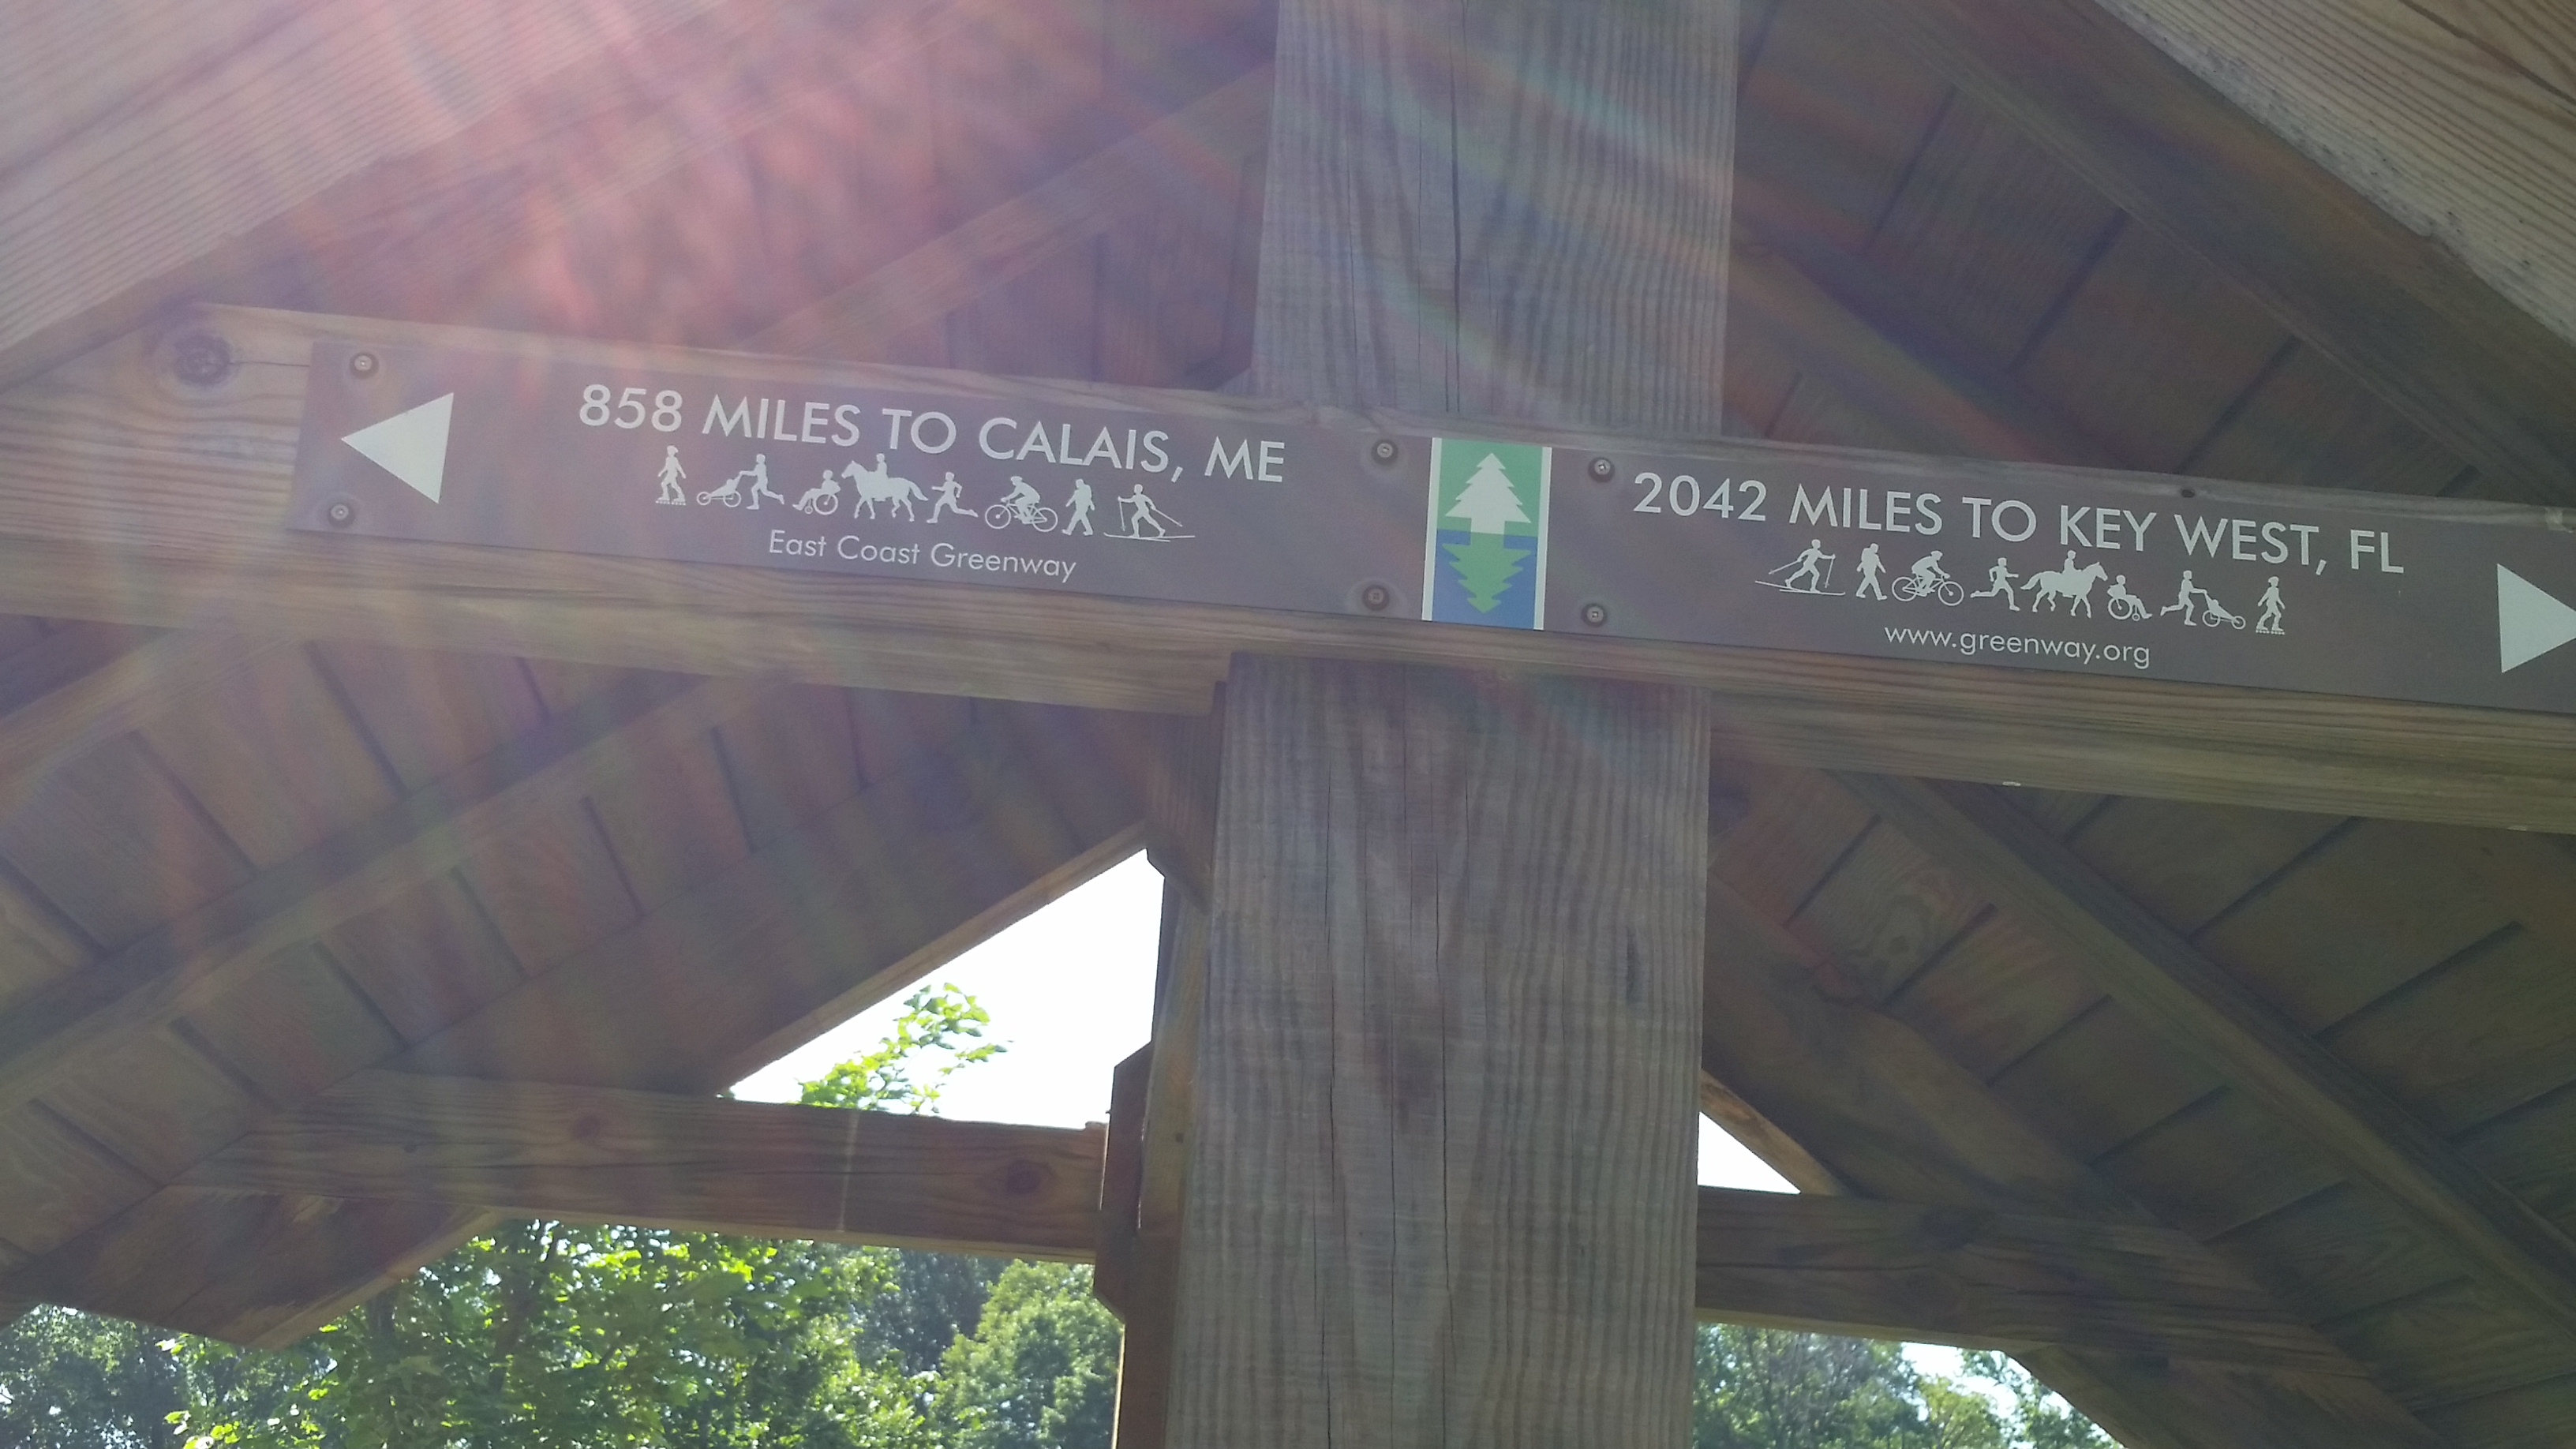 858 MILES TO CALAIS, ME
East Coast Greenway
2042 MILES TO KEY WEST, FL
www.greenway.org